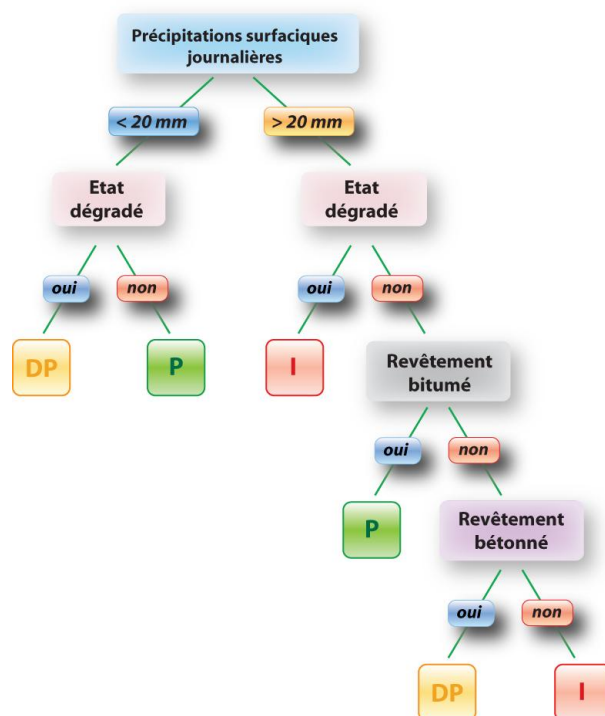 Précipitations surfaciques
journalières
< 20 mm
> 20 mm
Etat
dégradé
Etat
dégradé
oui
non
oui
non
DP
P
I
Revêtement
bitumé
oui
non
P
Revêtement
bétonné
oui
non
DP
I